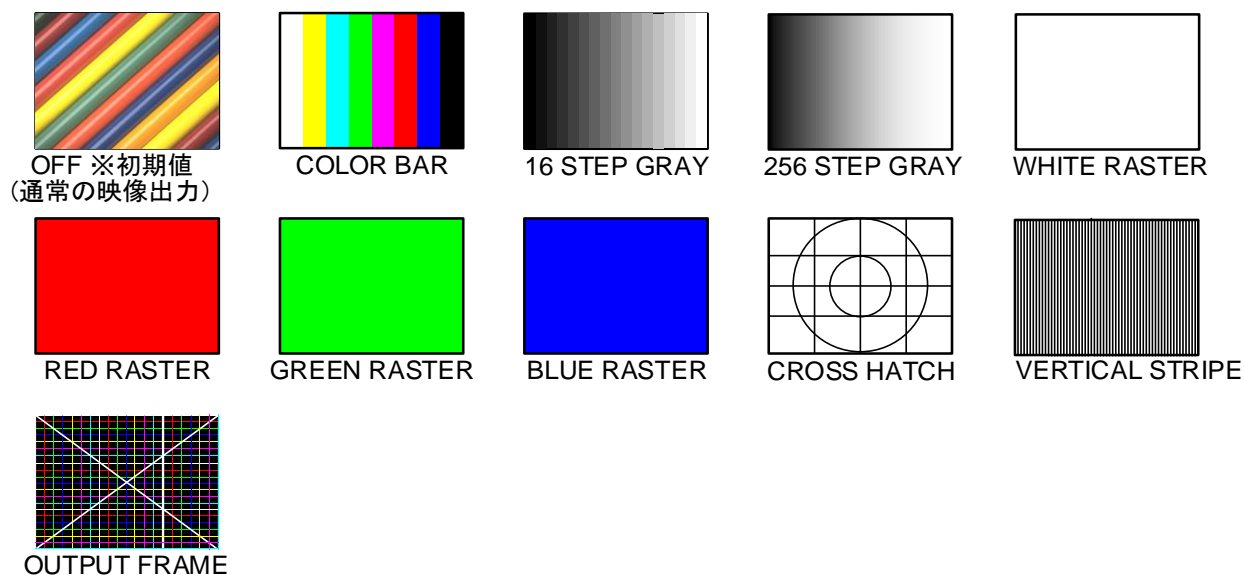 OFF ※初期値
(通常の映像出力)
COLOR BAR
16 STEP GRAY
256 STEP GRAY
WHITE RASTER
RED RASTER
GREEN RASTER
BLUE RASTER
CROSS HATCH
VERTICAL STRIPE
OUTPUT FRAME